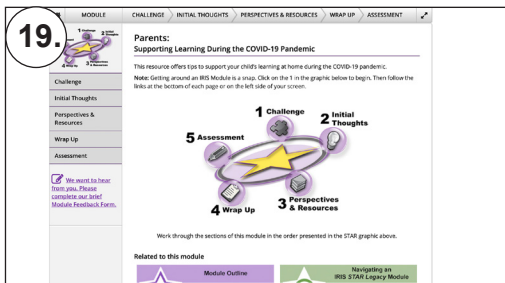 19.
MODULE
CHALLENGE INITIAL THOUGHTS PERSPECTIVES & RESOURCES WRAP UP ASSESSMENT
Parents:
Supporting Learning During the COVID-19 Pandemic
This resource offers tips to support your child's learning at home during the COVID-19 pandemic.
Note: Getting around an IRIS Module is a snap. Click on the 1 in the graphic below to begin. Then follow the
links at the bottom of each page or on the left side of your screen.
Challenge
Initial Thoughts
Perspectives &
Resources
Wrap Up
Assessment
We want to hear
from you. Please
complete our brief
Module Feedback Form.
1 Challenge
2 Initial
Thoughts
5 Assessment
3 Perspectives
& Resources
4 Wrap Up
Work through the sections of this module in the order presented in the STAR graphic above.
Related to this module
Module Outline
Navigating an
IRIS STAR Legacy Module